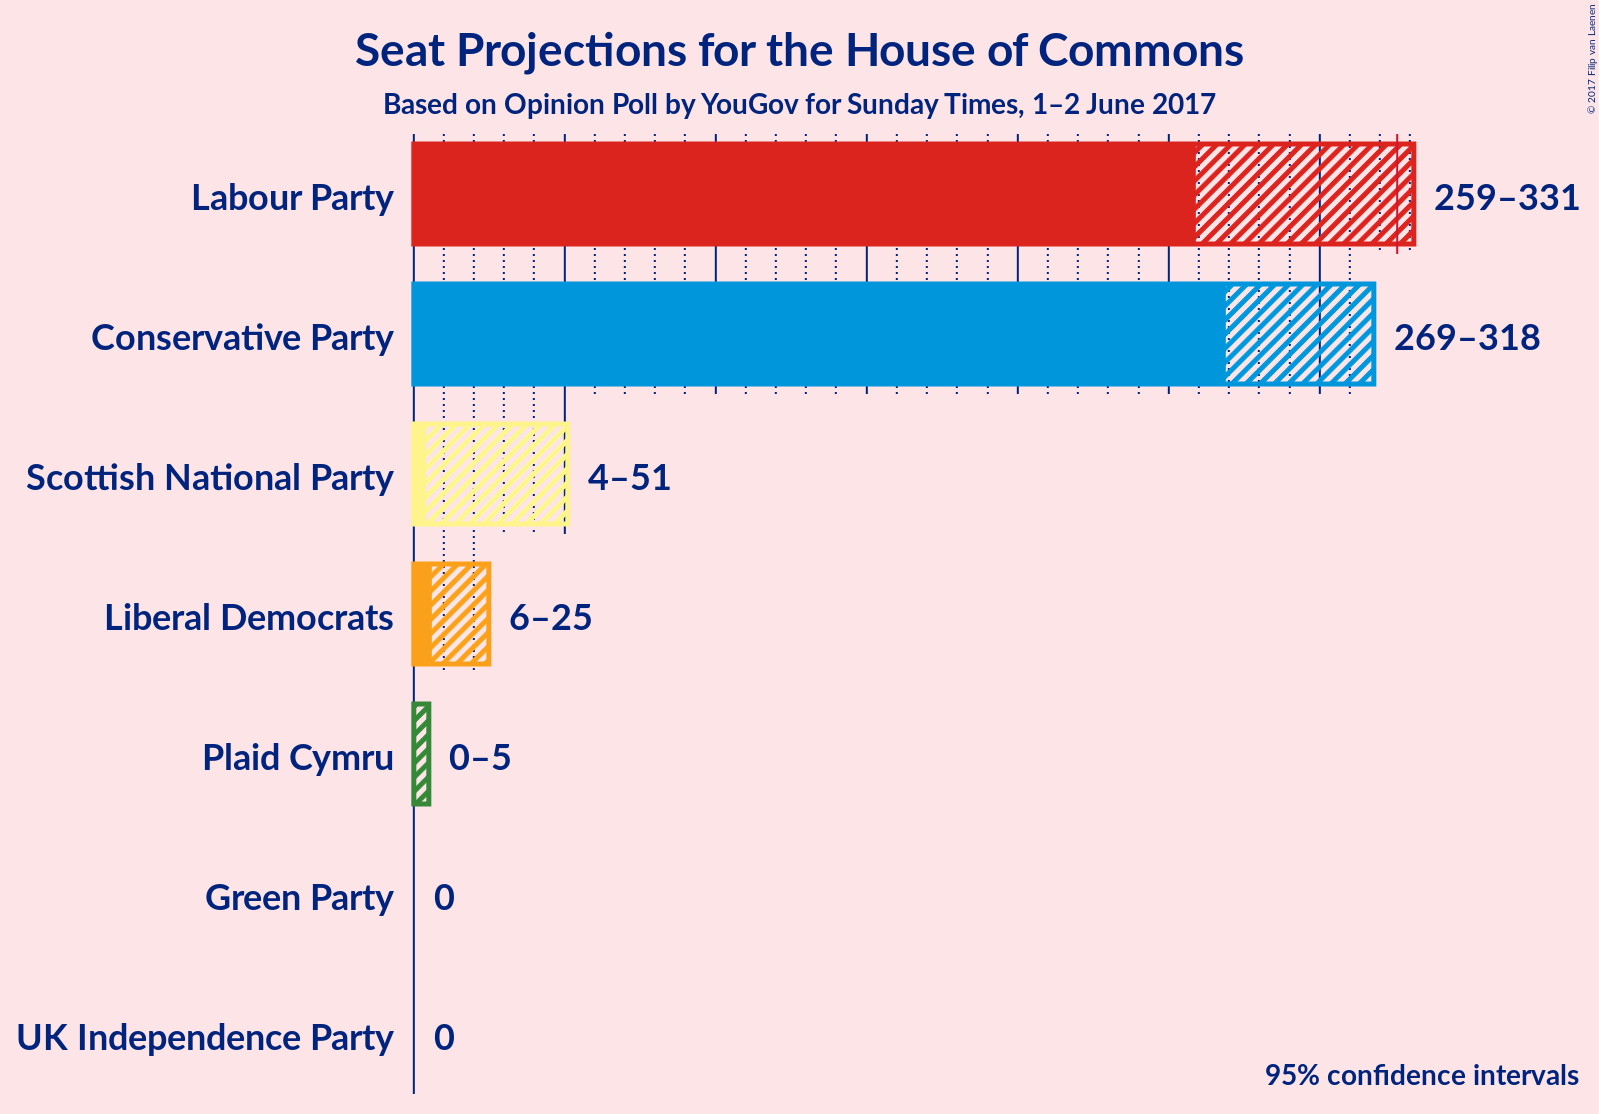 Seat Projections for the House of Commons
Based on Opinion Poll by YouGov for Sunday Times, 1–2 June 2017
© 2017 Filip van Laenen
Labour Party 259–331
Conservative Party 269–318
Scottish National Party 4–51
Liberal Democrats 6–25
Plaid Cymru 0–5
Green Party 0
UK Independence Party 0
95% confidence intervals